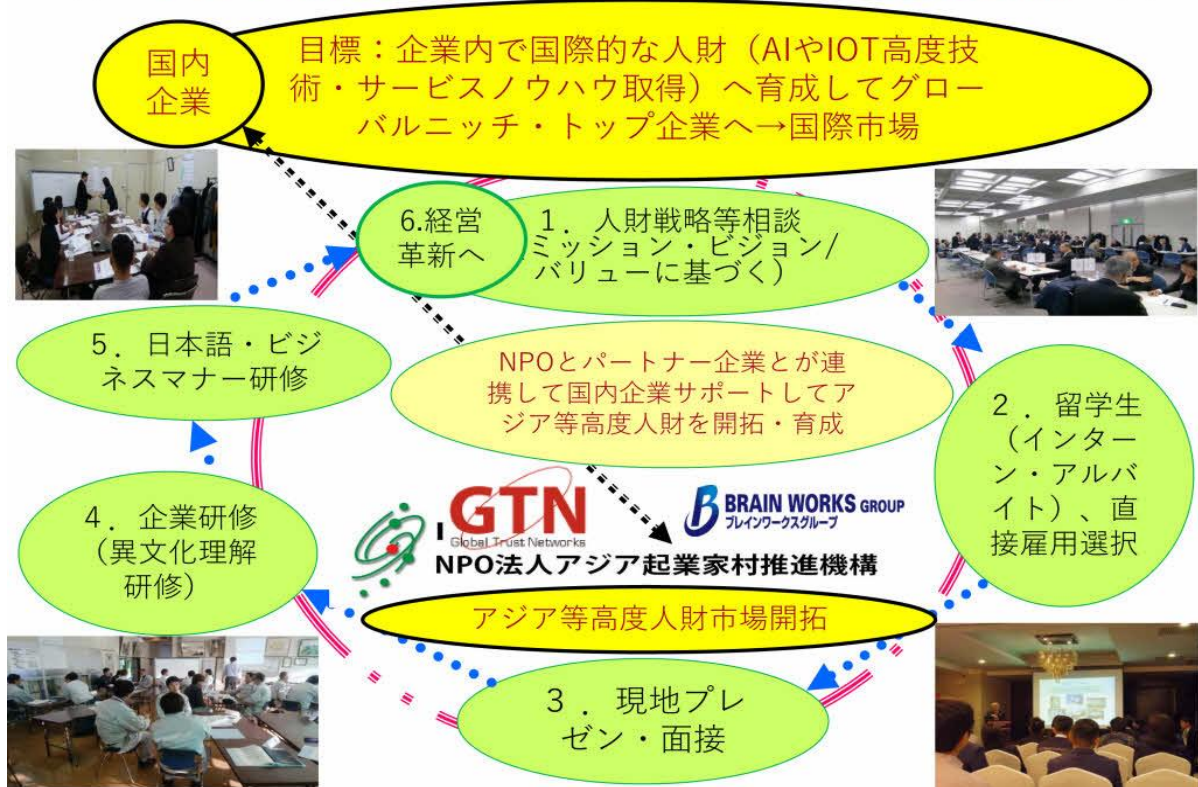 国内
企業
目標：企業内で国際的な人財（AIやIOT高度技
術・サービスノウハウ取得）へ育成してグロー
バルニッチ・トップ企業へ→国際市場
6.経営
革新へ
１．人財戦略等相談
ミッション・ビジョン/
バリューに基づく）
５．日本語・ビジ
ネスマナー研修
NPOとパートナー企業とが連
携して国内企業サポートしてア
ジア等高度人財を開拓・育成
２．留学生
（インター
ン・アルバ
イト）、直
接雇用選択
４．企業研修
（異文化理解
研修）
GTN
Global Trust Networks
BRAIN WORKS GROUP
ブレインワークスグループ
NPO法人アジア起業家村推進機構
アジア等高度人財市場開拓
３．現地プレ
ゼン・面接